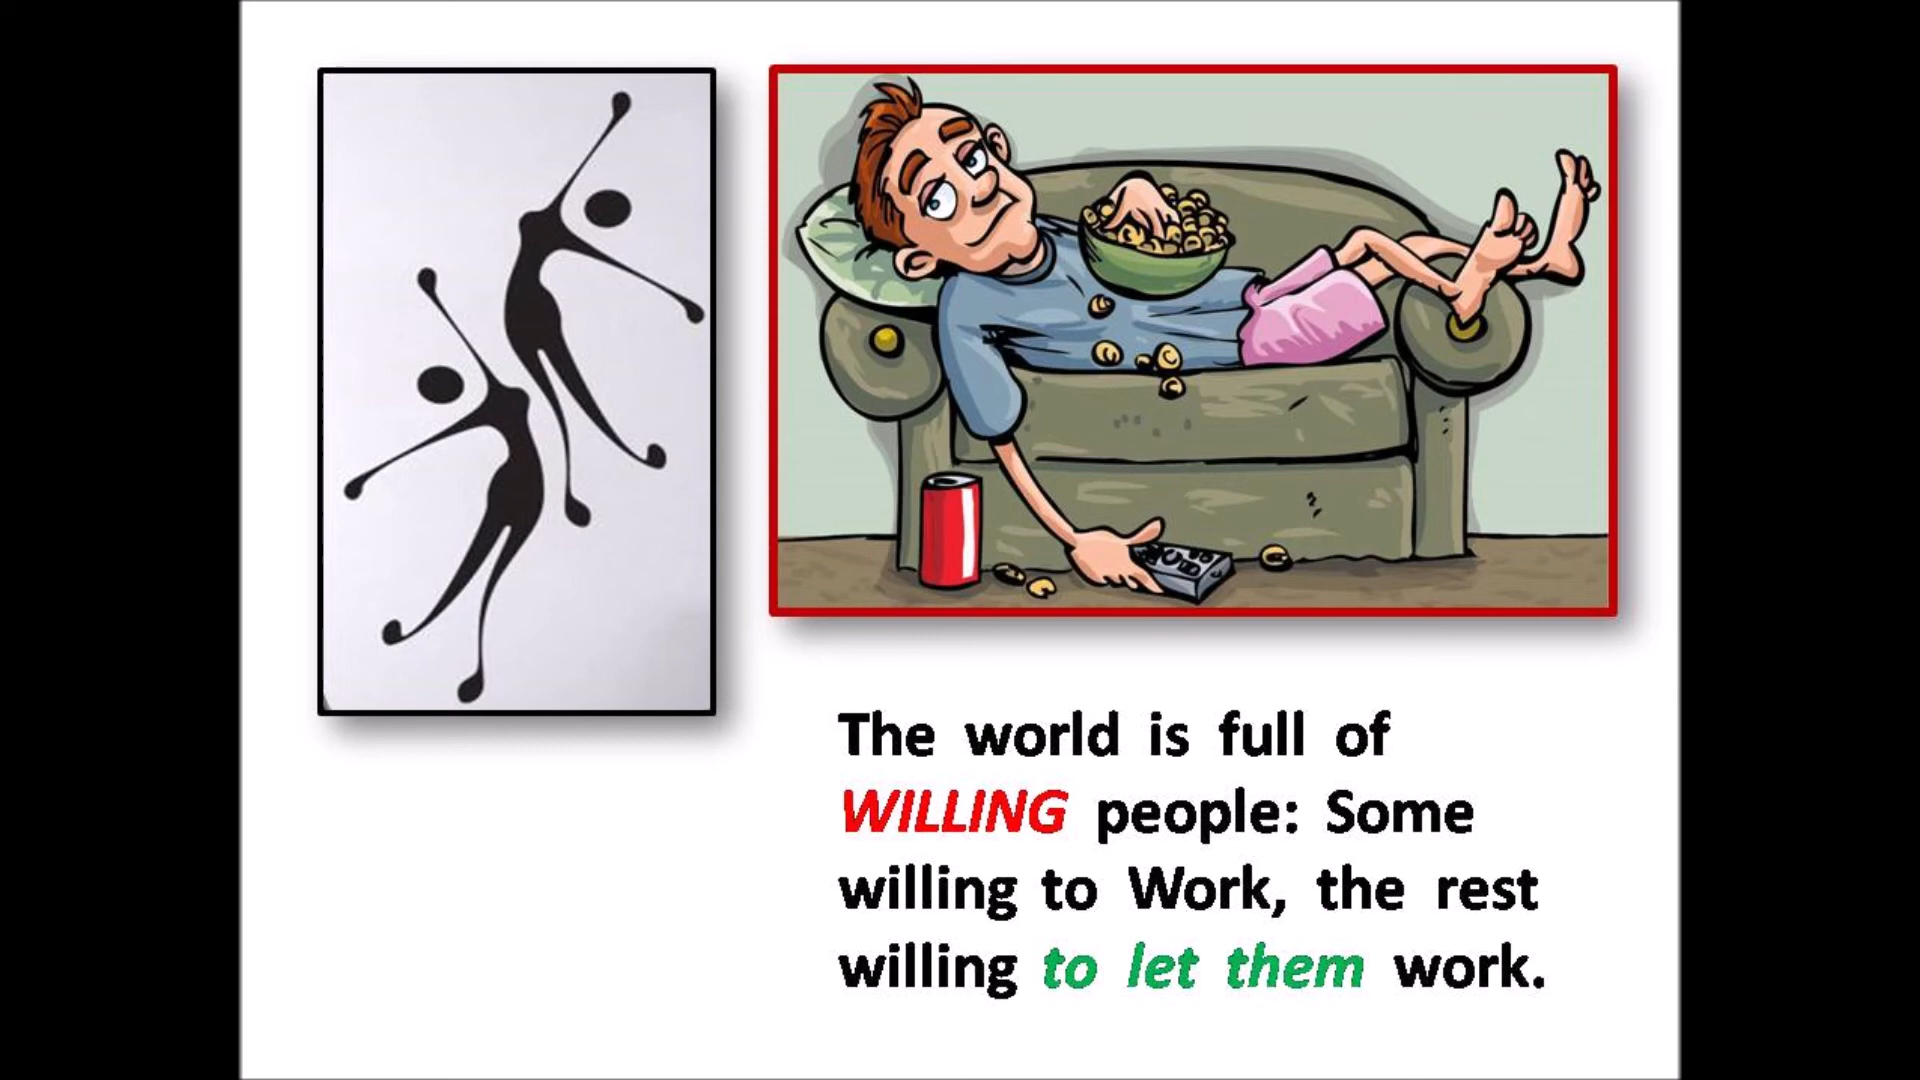 The world is full of
WILLING people: Some
willing to Work, the rest
willing to let them work.